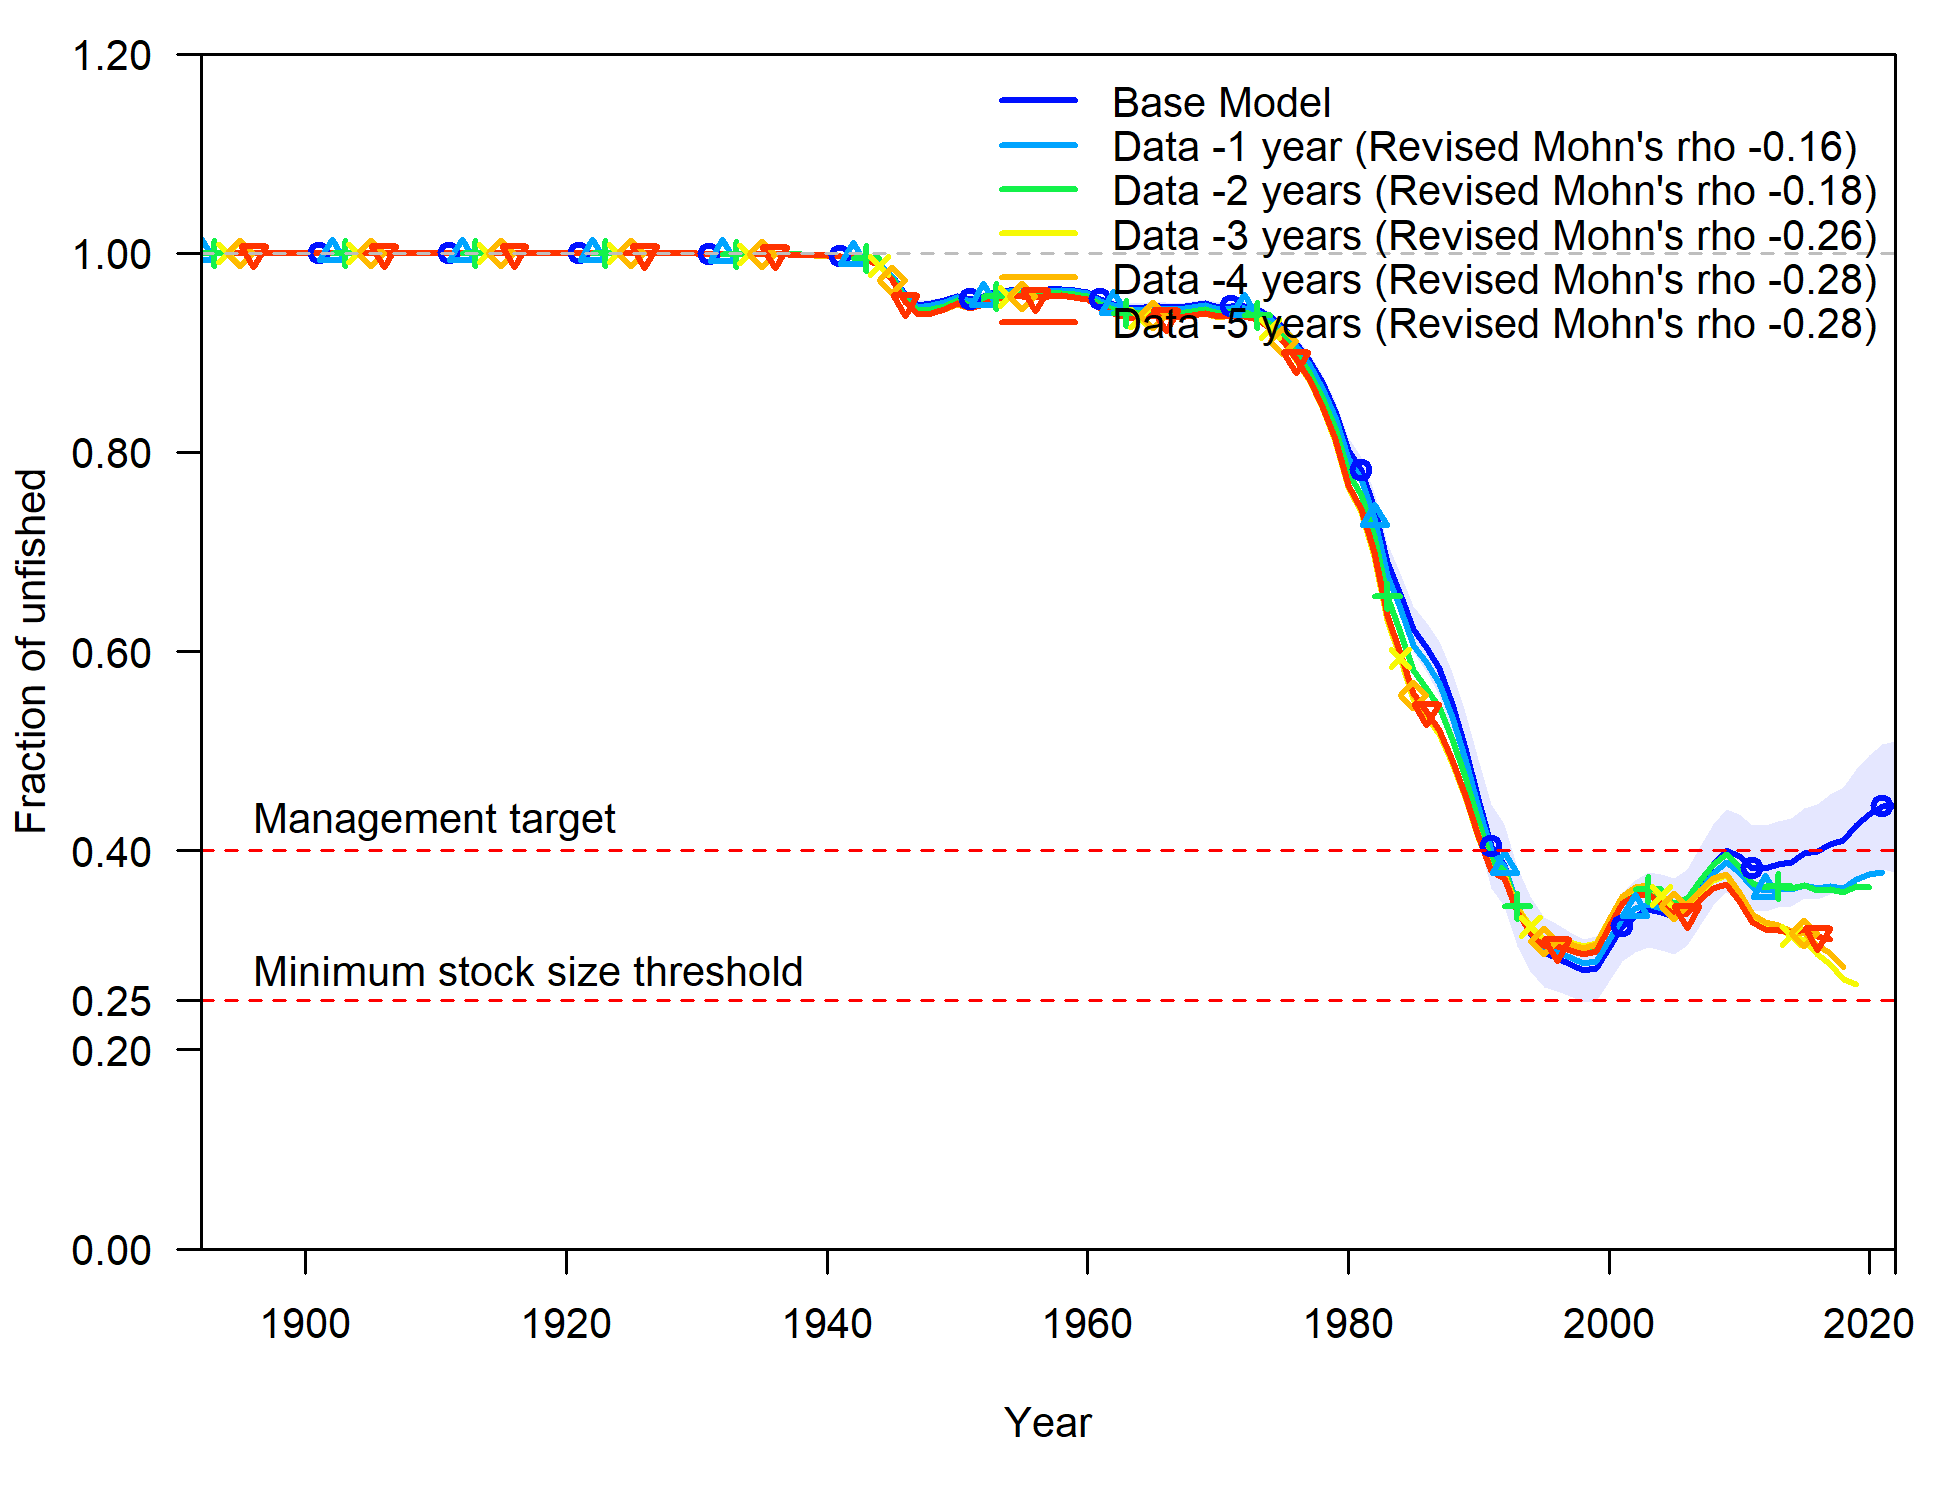 1.20
1.00
0.80
0.60
0.40
0.25
0.20
0.00
Fraction of unfished
Base Model
Data -1 year (Revised Mohn's rho -0.16)
Data -2 years (Revised Mohn's rho -0.18)
Data -3 years (Revised Mohn's rho -0.26)
Data -4 years (Revised Mohn's rho -0.28)
Data -5 years (Revised Mohn's rho -0.28)
Management target
Minimum stock size threshold
1900
1920
1940
1960
1980
2000
2020
Year